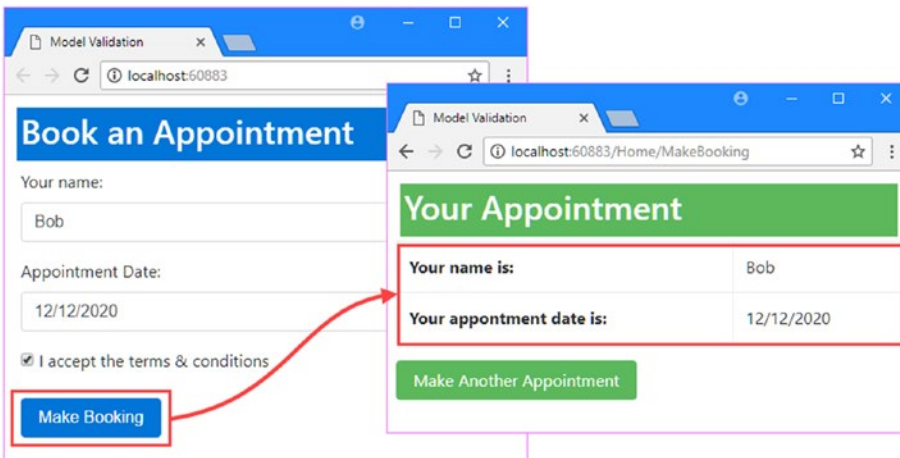 Model Validation
localhost:60883
Book an Appointment
Your name:
Bob
Appointment Date:
12/12/2020
I accept the terms & conditions
Make Booking
Model Validation
localhost:60883/Home/MakeBooking
Your Appointment
Your name is: Bob
Your appontment date is: 12/12/2020
Make Another Appointment